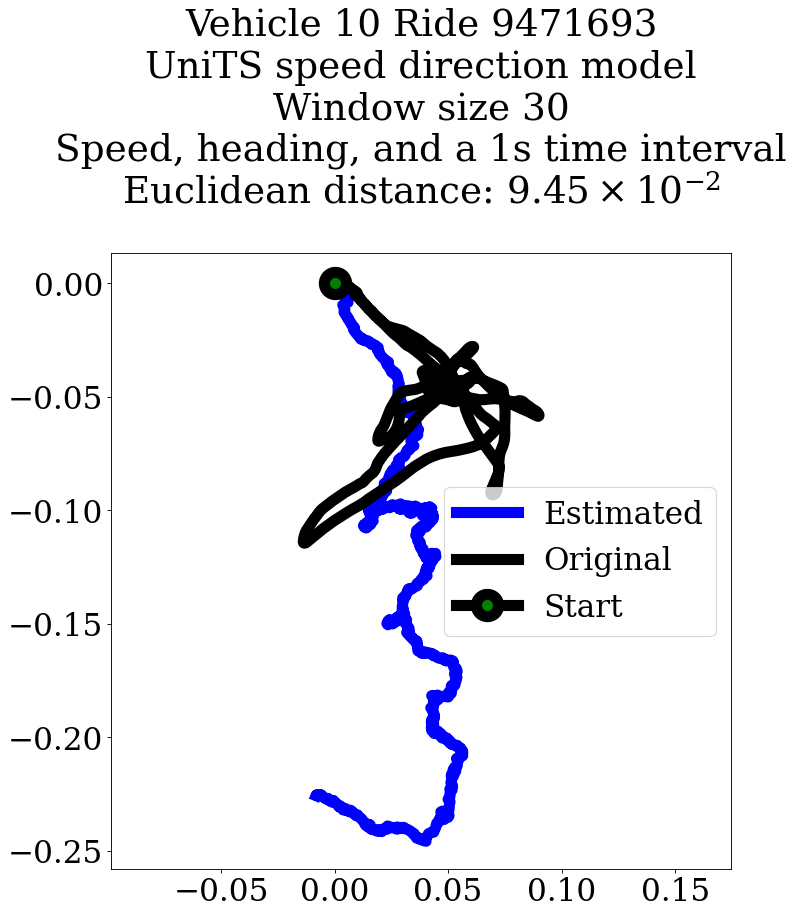 Vehicle 10 Ride 9471693
UniTS speed direction model
Window size 30
Speed, heading, and a 1s time interval
Euclidean distance: 9.45 × 10⁻²
0.00
−0.05
−0.10
−0.15
−0.20
−0.25
Estimated
Original
Start
−0.05 0.00 0.05 0.10 0.15